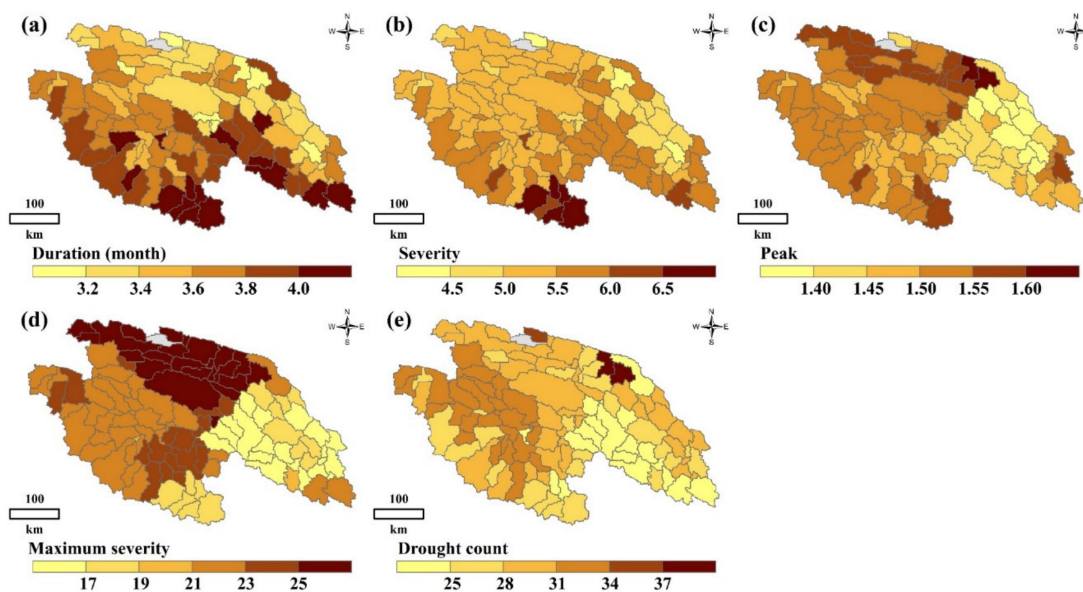 (a)
N
W E
S
100
km
Duration (month)
3.2 3.4 3.6 3.8 4.0
(b)
N
W E
S
100
km
Severity
4.5 5.0 5.5 6.0 6.5
(c)
N
W E
S
100
km
Peak
1.40 1.45 1.50 1.55 1.60
(d)
N
W E
S
100
km
Maximum severity
17 19 21 23 25
(e)
N
W E
S
100
km
Drought count
25 28 31 34 37